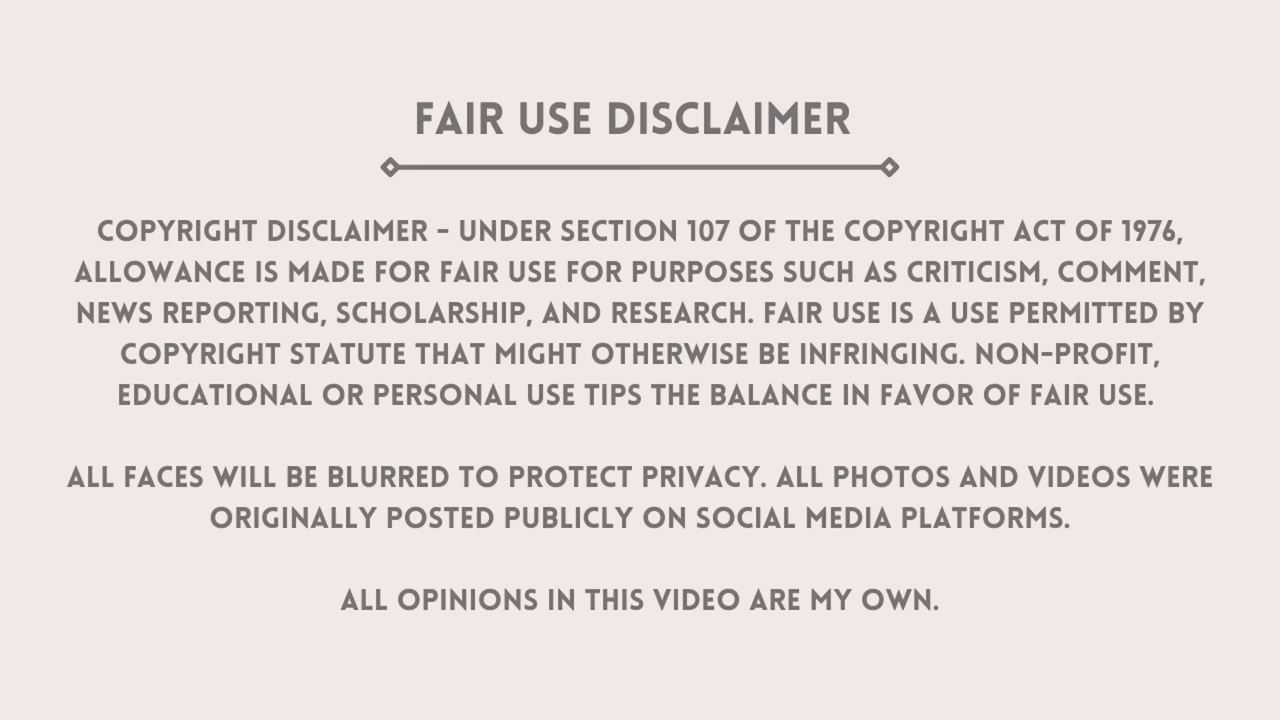 FAIR USE DISCLAIMER
COPYRIGHT DISCLAIMER - UNDER SECTION 107 OF THE COPYRIGHT ACT OF 1976,
ALLOWANCE IS MADE FOR FAIR USE FOR PURPOSES SUCH AS CRITICISM, COMMENT,
NEWS REPORTING, SCHOLARSHIP, AND RESEARCH. FAIR USE IS A USE PERMITTED BY
COPYRIGHT STATUTE THAT MIGHT OTHERWISE BE INFRINGING. NON-PROFIT,
EDUCATIONAL OR PERSONAL USE TIPS THE BALANCE IN FAVOR OF FAIR USE.
ALL FACES WILL BE BLURRED TO PROTECT PRIVACY. ALL PHOTOS AND VIDEOS WERE
ORIGINALLY POSTED PUBLICLY ON SOCIAL MEDIA PLATFORMS.
ALL OPINIONS IN THIS VIDEO ARE MY OWN.